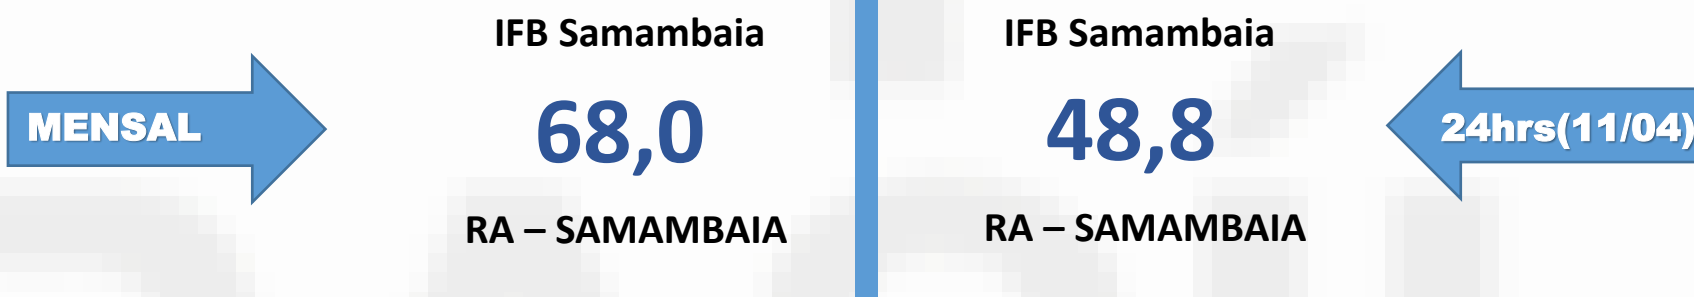 MENSAL
IFB Samambaia
68,0
RA – SAMAMBAIA
IFB Samambaia
48,8
RA – SAMAMBAIA
24hrs(11/04)